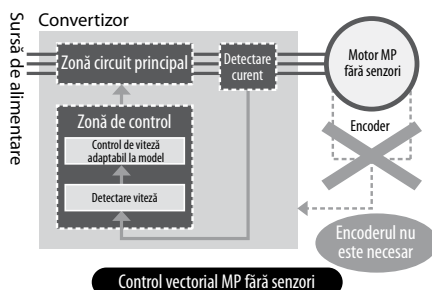 Sursă de alimentare
Convertizor
Zonă circuit principal
Detectare
curent
Motor MP
fără senzori
Zonă de control
Control de viteză
adaptabil la model
Detectare viteză
Encoder
Encoderul nu
este necesar
Control vectorial MP fără senzori